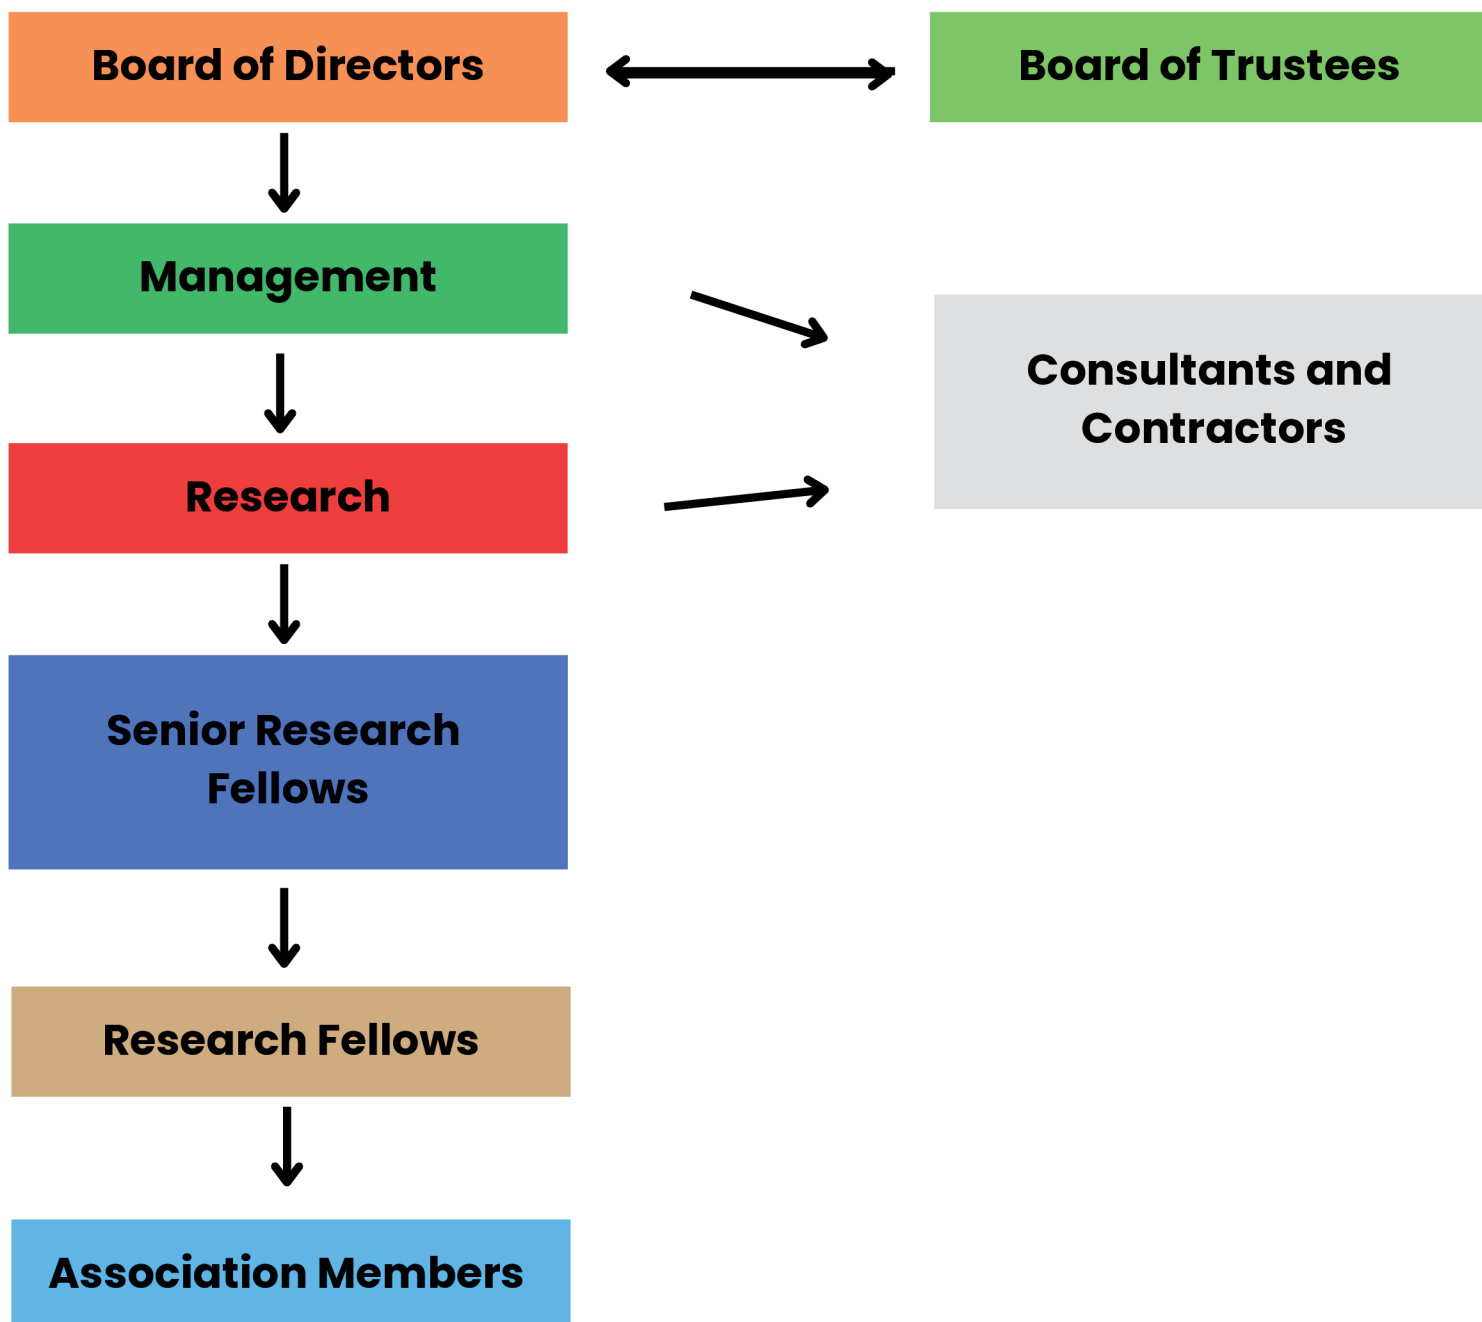 Board of Directors
Board of Trustees
Management
Consultants and
Contractors
Research
Senior Research
Fellows
Research Fellows
Association Members